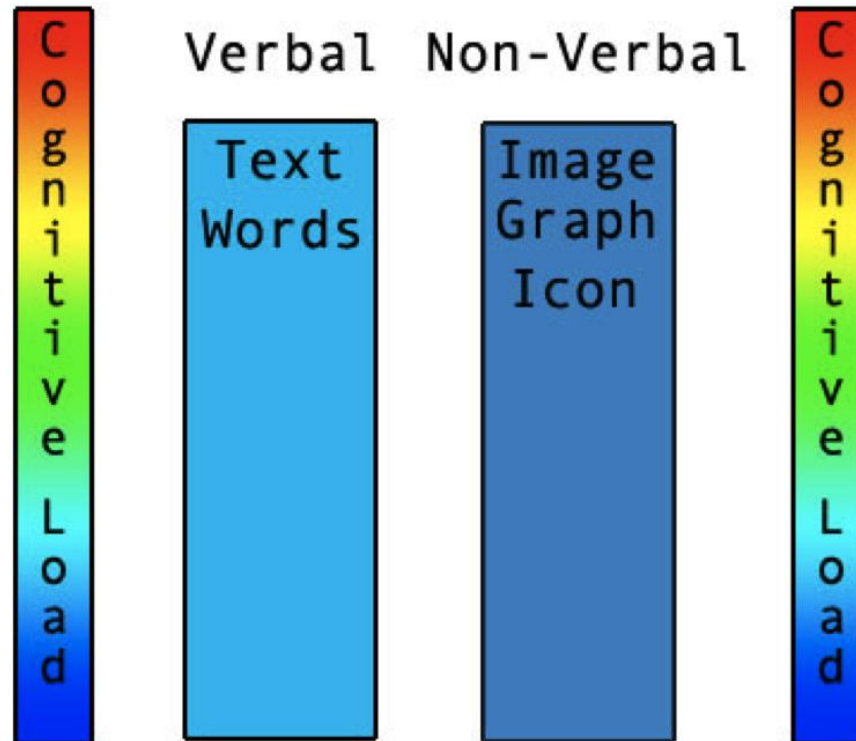 Cognitive Load
Verbal
Non-Verbal
Text
Words
Image
Graph
Icon
Cognitive Load